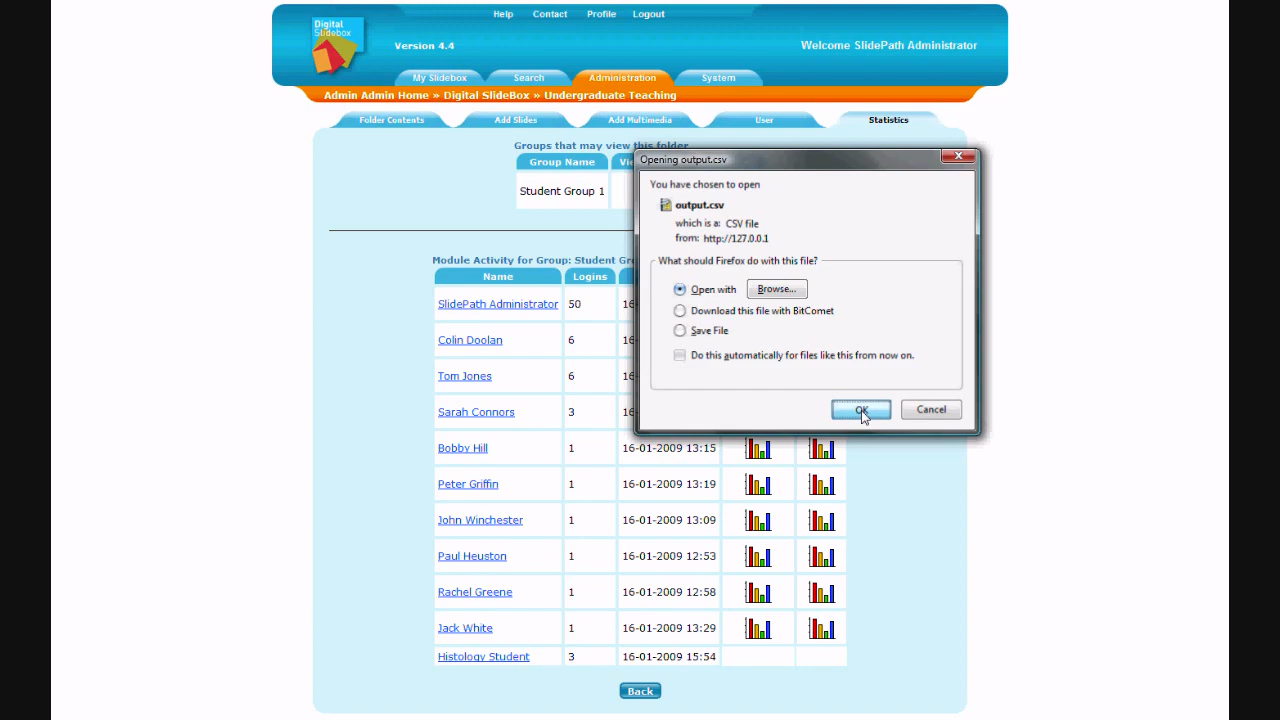 Help Contact Profile Logout
Digital
Slidebox
Version 4.4
Welcome SlidePath Administrator
My Slidebox Search Administration System
Admin Admin Home » Digital SlideBox » Undergraduate Teaching
Folder Contents Add Slides Add Multimedia User Statistics
Groups that may view this folder
Group Name
Student Group 1
Opening output.csv
You have chosen to open
output.csv
which is a: CSV file
from: http://127.0.0.1
What should Firefox do with this file?
Open with Browse...
Download this file with BitComet
Save File
Do this automatically for files like this from now on.
OK Cancel
Module Activity for Group: Student
Name Logins
SlidePath Administrator 50 16
Colin Doolan 6 16
Tom Jones 6 16
Sarah Connors 3 16
Bobby Hill 1 16-01-2009 13:15
Peter Griffin 1 16-01-2009 13:19
John Winchester 1 16-01-2009 13:09
Paul Heuston 1 16-01-2009 12:53
Rachel Greene 1 16-01-2009 12:58
Jack White 1 16-01-2009 13:29
Histology Student 3 16-01-2009 15:54
Back